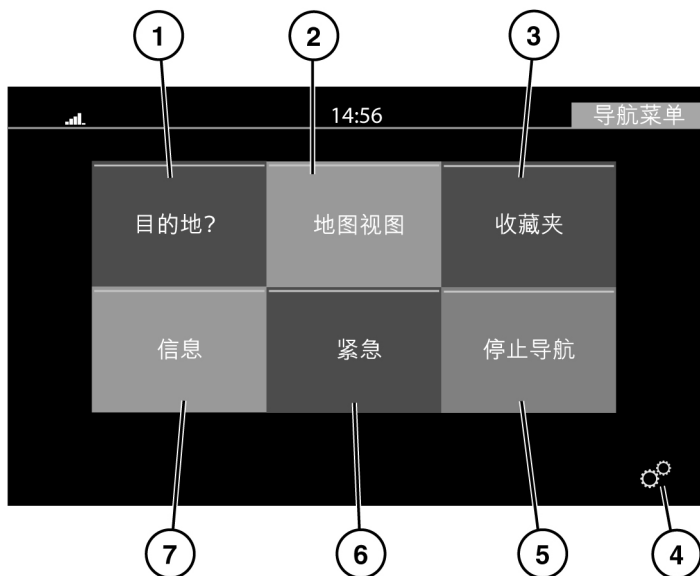 1 2 3
14:56 导航菜单
目的地? 地图视图 收藏夹
信息 紧急 停止导航
7 6 5 4